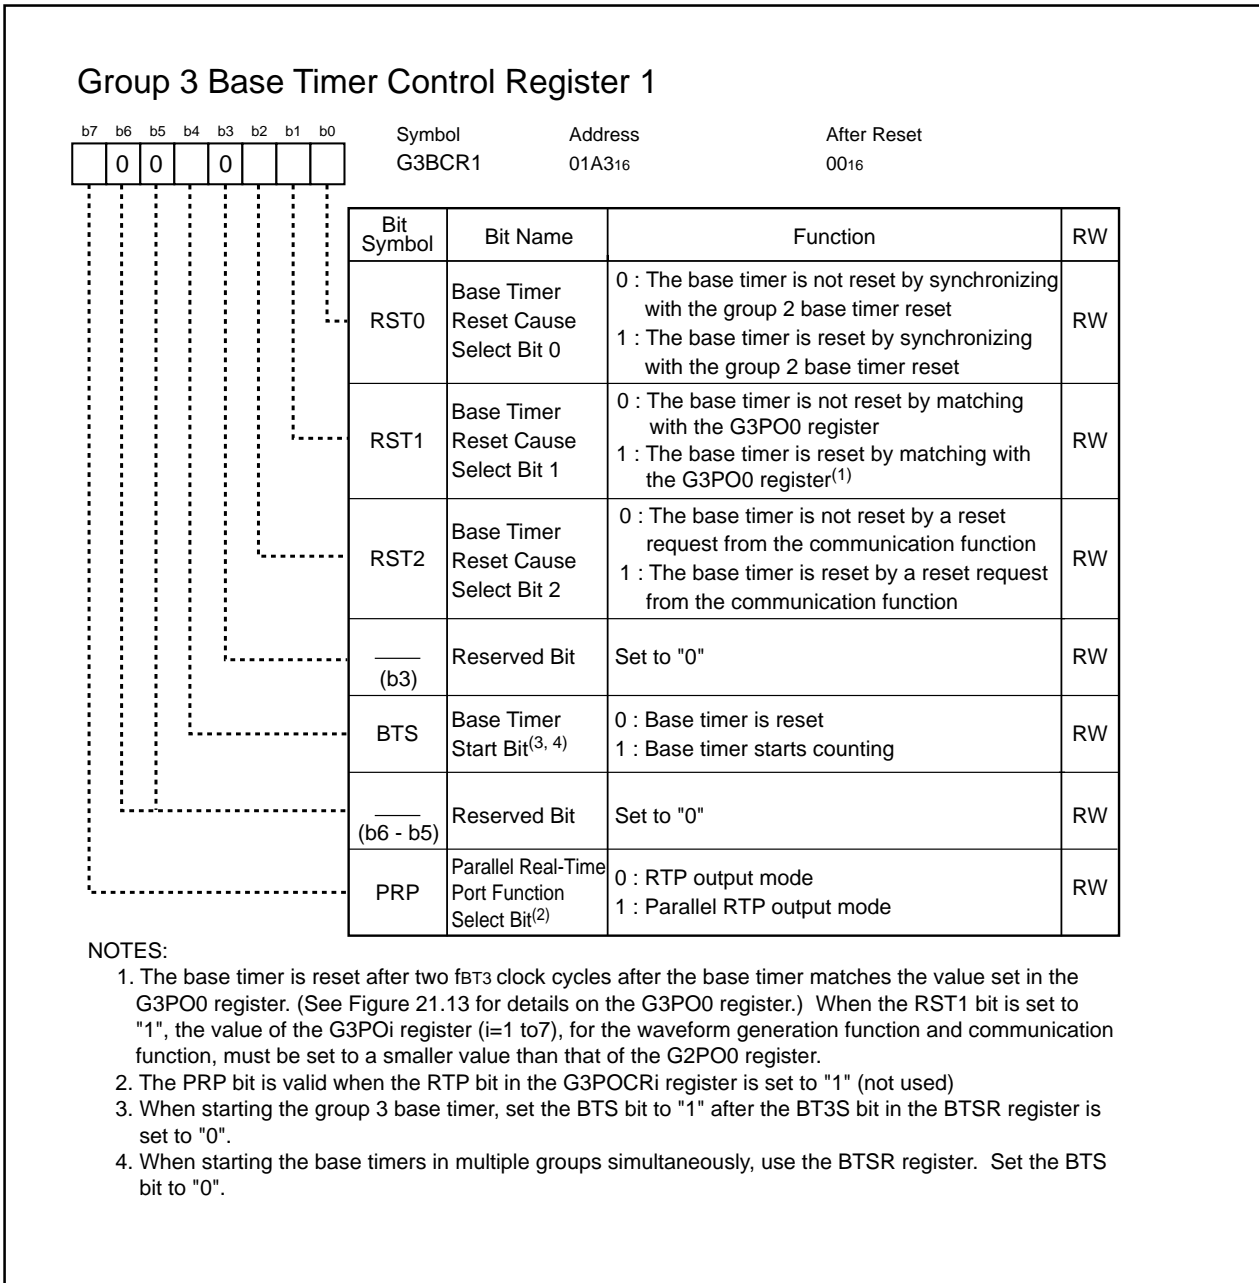 Group 3 Base Timer Control Register 1
b7 b6 b5 b4 b3 b2 b1 b0
0 0 0
Symbol Address After Reset
G3BCR1 01A316 0016
Bit Symbol Bit Name Function RW
RST0
Base Timer
Reset Cause
Select Bit 0
0 : The base timer is not reset by synchronizing
with the group 2 base timer reset
1 : The base timer is reset by synchronizing
with the group 2 base timer reset
RW
RST1
Base Timer
Reset Cause
Select Bit 1
0 : The base timer is not reset by matching
with the G3PO0 register
1 : The base timer is reset by matching with
the G3PO0 register(1)
RW
RST2
Base Timer
Reset Cause
Select Bit 2
0 : The base timer is not reset by a reset
request from the communication function
1 : The base timer is reset by a reset request
from the communication function
RW
(b3)
Reserved Bit
Set to "0"
RW
BTS
Base Timer
Start Bit(3, 4)
0 : Base timer is reset
1 : Base timer starts counting
RW
(b6 - b5)
Reserved Bit
Set to "0"
RW
PRP
Parallel Real-Time
Port Function
Select Bit(2)
0 : RTP output mode
1 : Parallel RTP output mode
RW
NOTES:
1. The base timer is reset after two fBT3 clock cycles after the base timer matches the value set in the
G3PO0 register. (See Figure 21.13 for details on the G3PO0 register.) When the RST1 bit is set to
"1", the value of the G3POi register (i=1 to7), for the waveform generation function and communication
function, must be set to a smaller value than that of the G2PO0 register.
2. The PRP bit is valid when the RTP bit in the G3POCRi register is set to "1" (not used)
3. When starting the group 3 base timer, set the BTS bit to "1" after the BT3S bit in the BTSR register is
set to "0".
4. When starting the base timers in multiple groups simultaneously, use the BTSR register. Set the BTS
bit to "0".